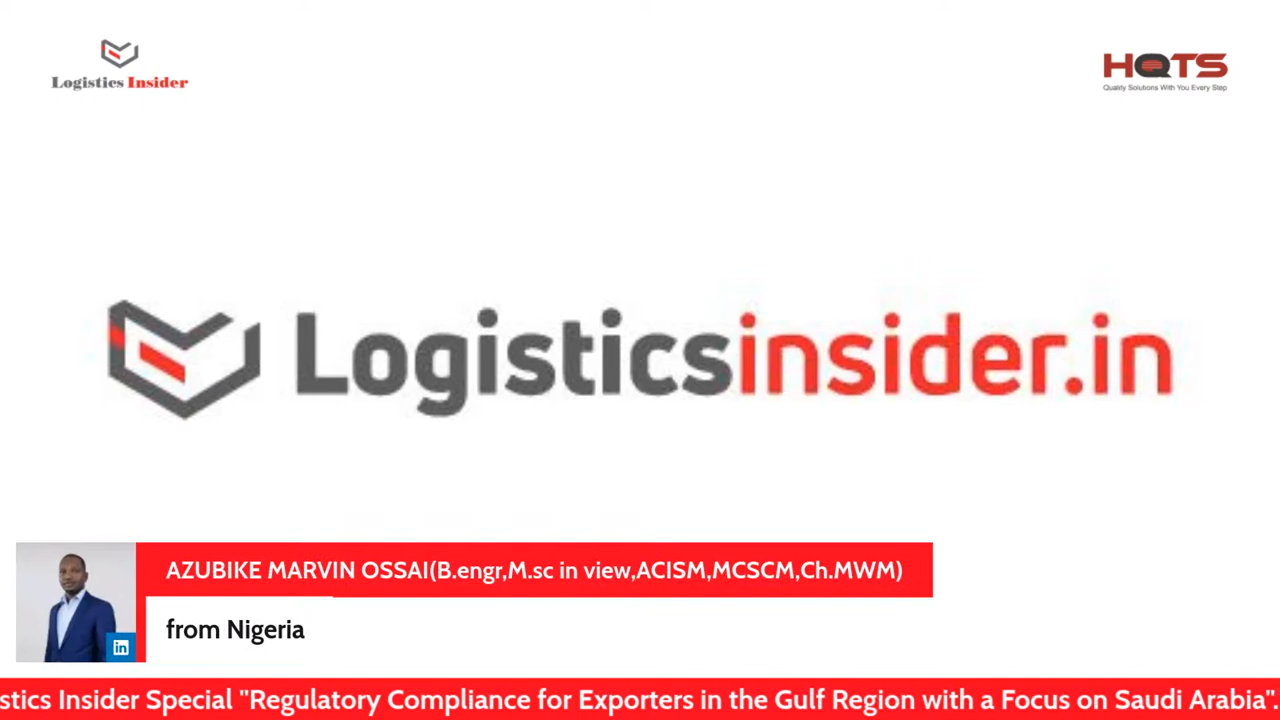 Logistics Insider
HQTS
Quality Solutions With You Every Step
Logisticsinsider.in
AZUBIKE MARVIN OSSAI(B.engr,M.sc in view,ACISM,MCSCM,Ch.MWM)
in
from Nigeria
stics Insider Special "Regulatory Compliance for Exporters in the Gulf Region with a Focus on Saudi Arabia".